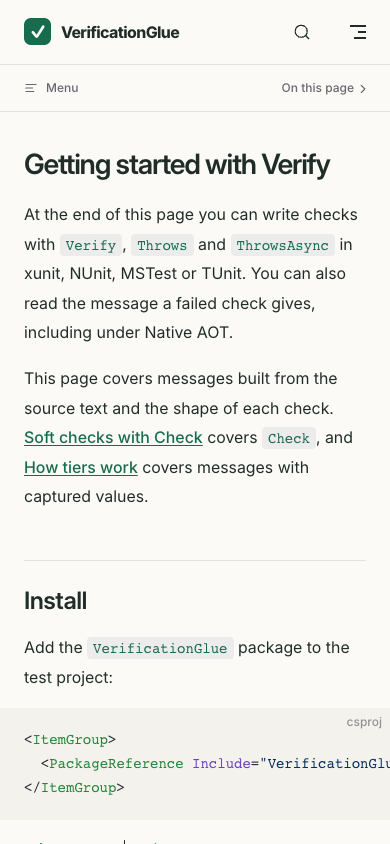 VerificationGlue
Menu
On this page
Getting started with Verify
At the end of this page you can write checks
with Verify, Throws and ThrowsAsync in
xunit, NUnit, MSTest or TUnit. You can also
read the message a failed check gives,
including under Native AOT.
This page covers messages built from the
source text and the shape of each check.
Soft checks with Check covers Check, and
How tiers work covers messages with
captured values.
Install
Add the VerificationGlue package to the
test project:
csproj
<ItemGroup>
  <PackageReference Include="VerificationGlu
</ItemGroup>